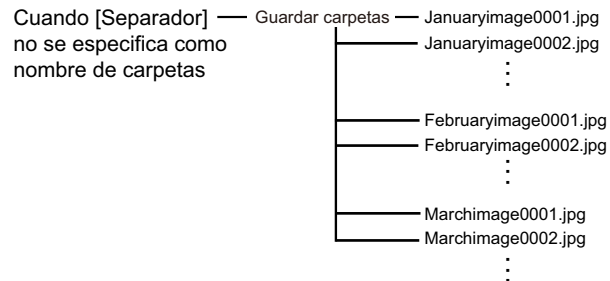 Cuando [Separador]
no se especifica como
nombre de carpetas
Guardar carpetas
Januaryimage0001.jpg
Januaryimage0002.jpg
Februaryimage0001.jpg
Februaryimage0002.jpg
Marchimage0001.jpg
Marchimage0002.jpg